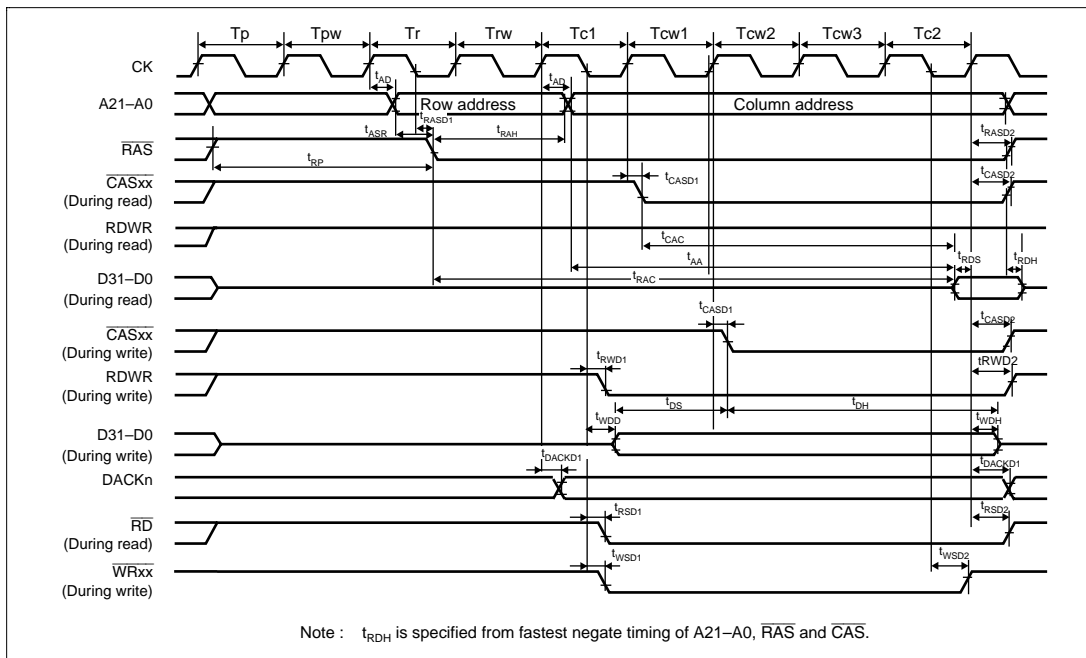 Tp Tpw Tr Trw Tc1 Tcw1 Tcw2 Tcw3 Tc2
CK
tAD tAD
A21–A0 Row address Column address
tRASD1
tASR tRAH tRASD2
RAS
tRP
CASxx tCASD1 tCASD2
(During read)
RDWR
(During read)
tCAC
tAA tRDS tRDH
D31–D0 tRAC
(During read)
tCASD1 tCASD2
CASxx
(During write)
tRWD1 tRWD2
RDWR
(During write)
tDS tDH
tWDD tWDH
D31–D0
(During write)
tDACKD1 tDACKD1
DACKn
tRSD1 tRSD2
RD
(During read)
tWSD1 tWSD2
WRxx
(During write)
Note : tRDH is specified from fastest negate timing of A21–A0, RAS and CAS.